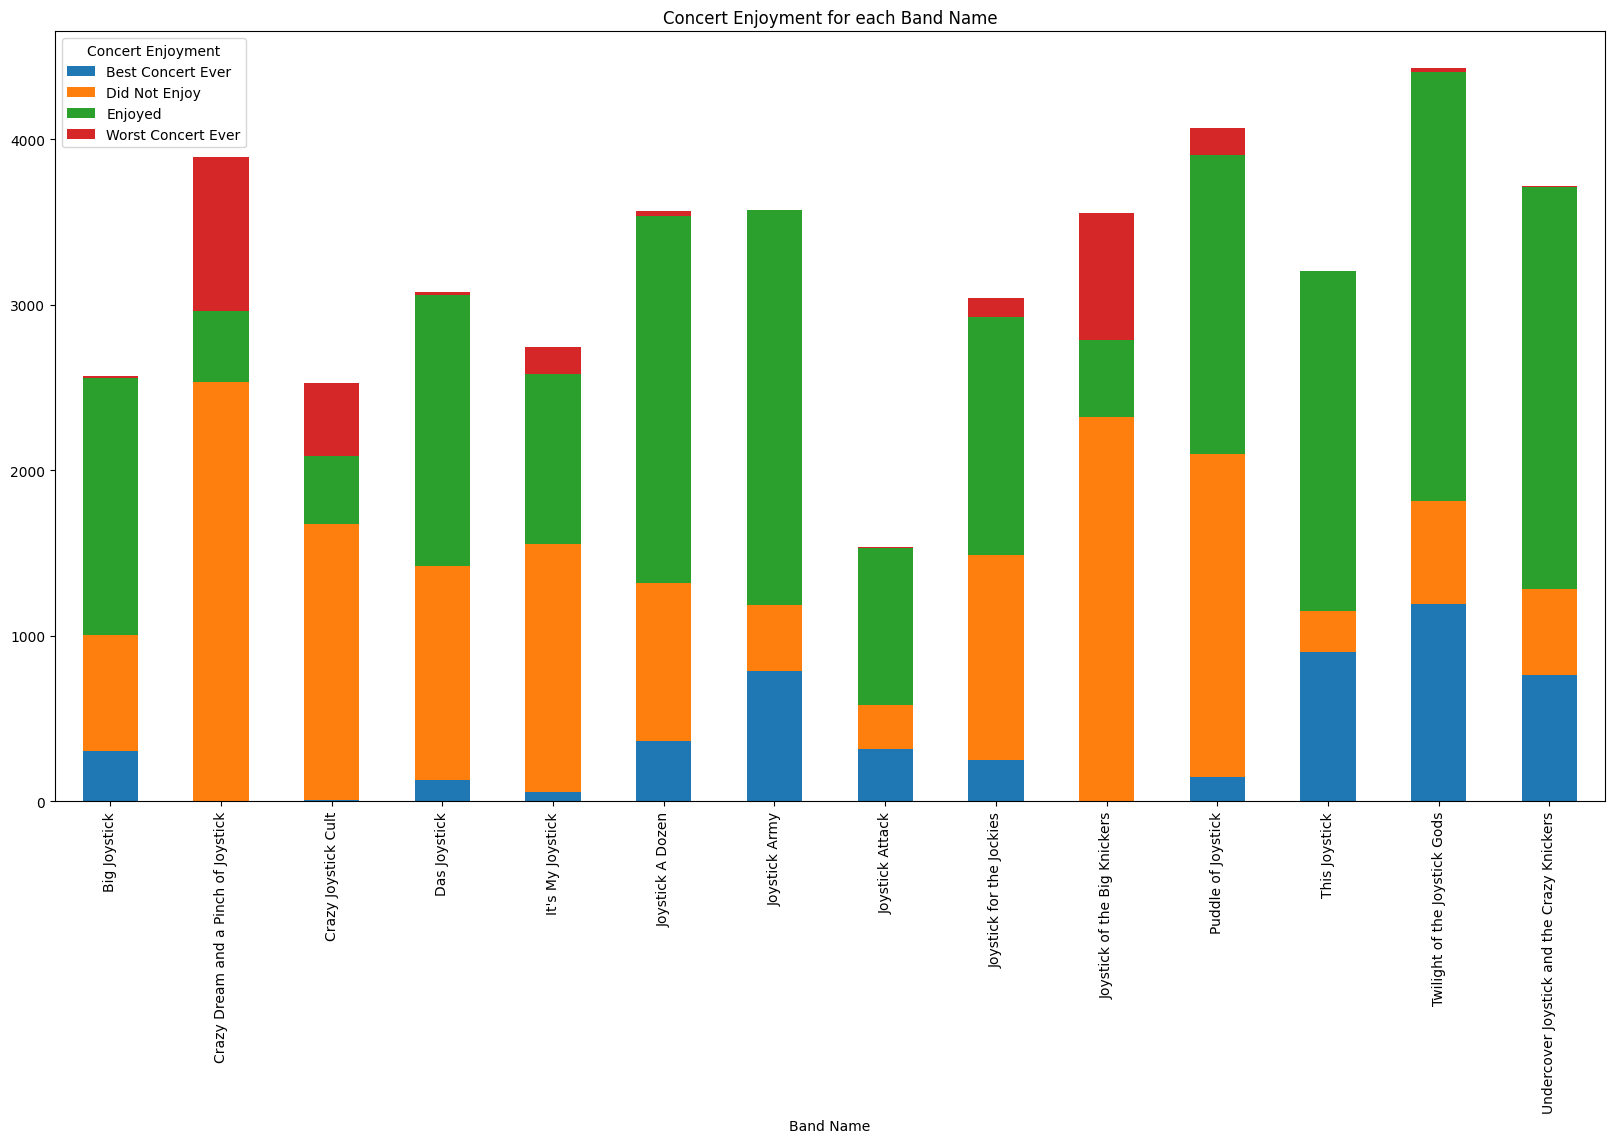 Concert Enjoyment for each Band Name
Concert Enjoyment
Best Concert Ever
Did Not Enjoy
Enjoyed
Worst Concert Ever
4000
3000
2000
1000
0
Big Joystick
Crazy Dream and a Pinch of Joystick
Crazy Joystick Cult
Das Joystick
It's My Joystick
Joystick A Dozen
Joystick Army
Joystick Attack
Joystick for the Jockies
Joystick of the Big Knickers
Puddle of Joystick
This Joystick
Twilight of the Joystick Gods
Undercover Joystick and the Crazy Knickers
Band Name